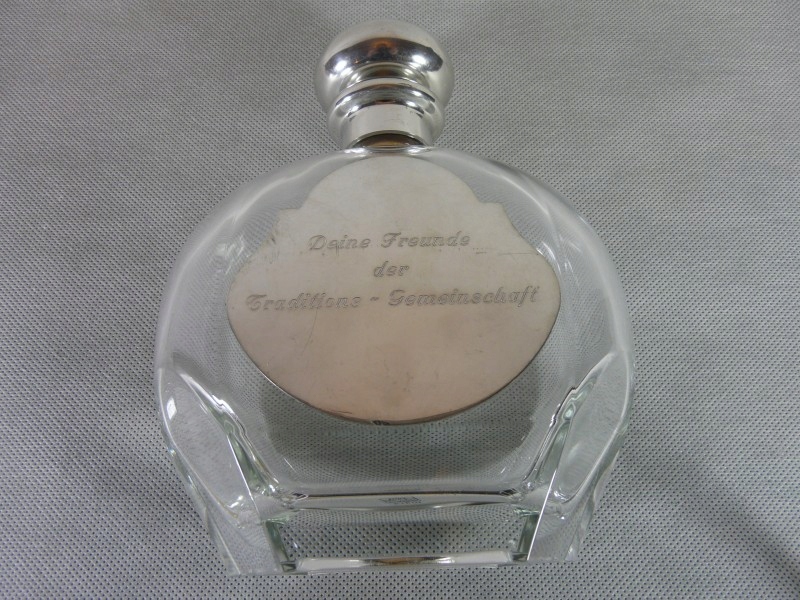 Deine Freunde
der
Traditions - Gemeinschaft